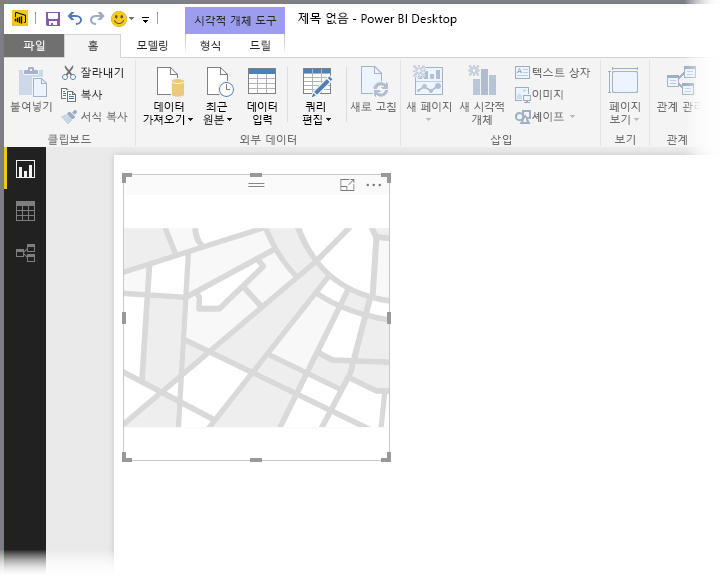 시각적 개체 도구
제목 없음 - Power BI Desktop
파일
홈
모델링
형식
드릴
붙여넣기
잘라내기
복사
서식 복사
클립보드
데이터
가져오기
최근
원본
데이터
입력
쿼리
편집
외부 데이터
새로 고침
새 페이지
새 시각적
개체
텍스트 상자
이미지
셰이프
삽입
페이지
보기
보기
관계 관리
관계